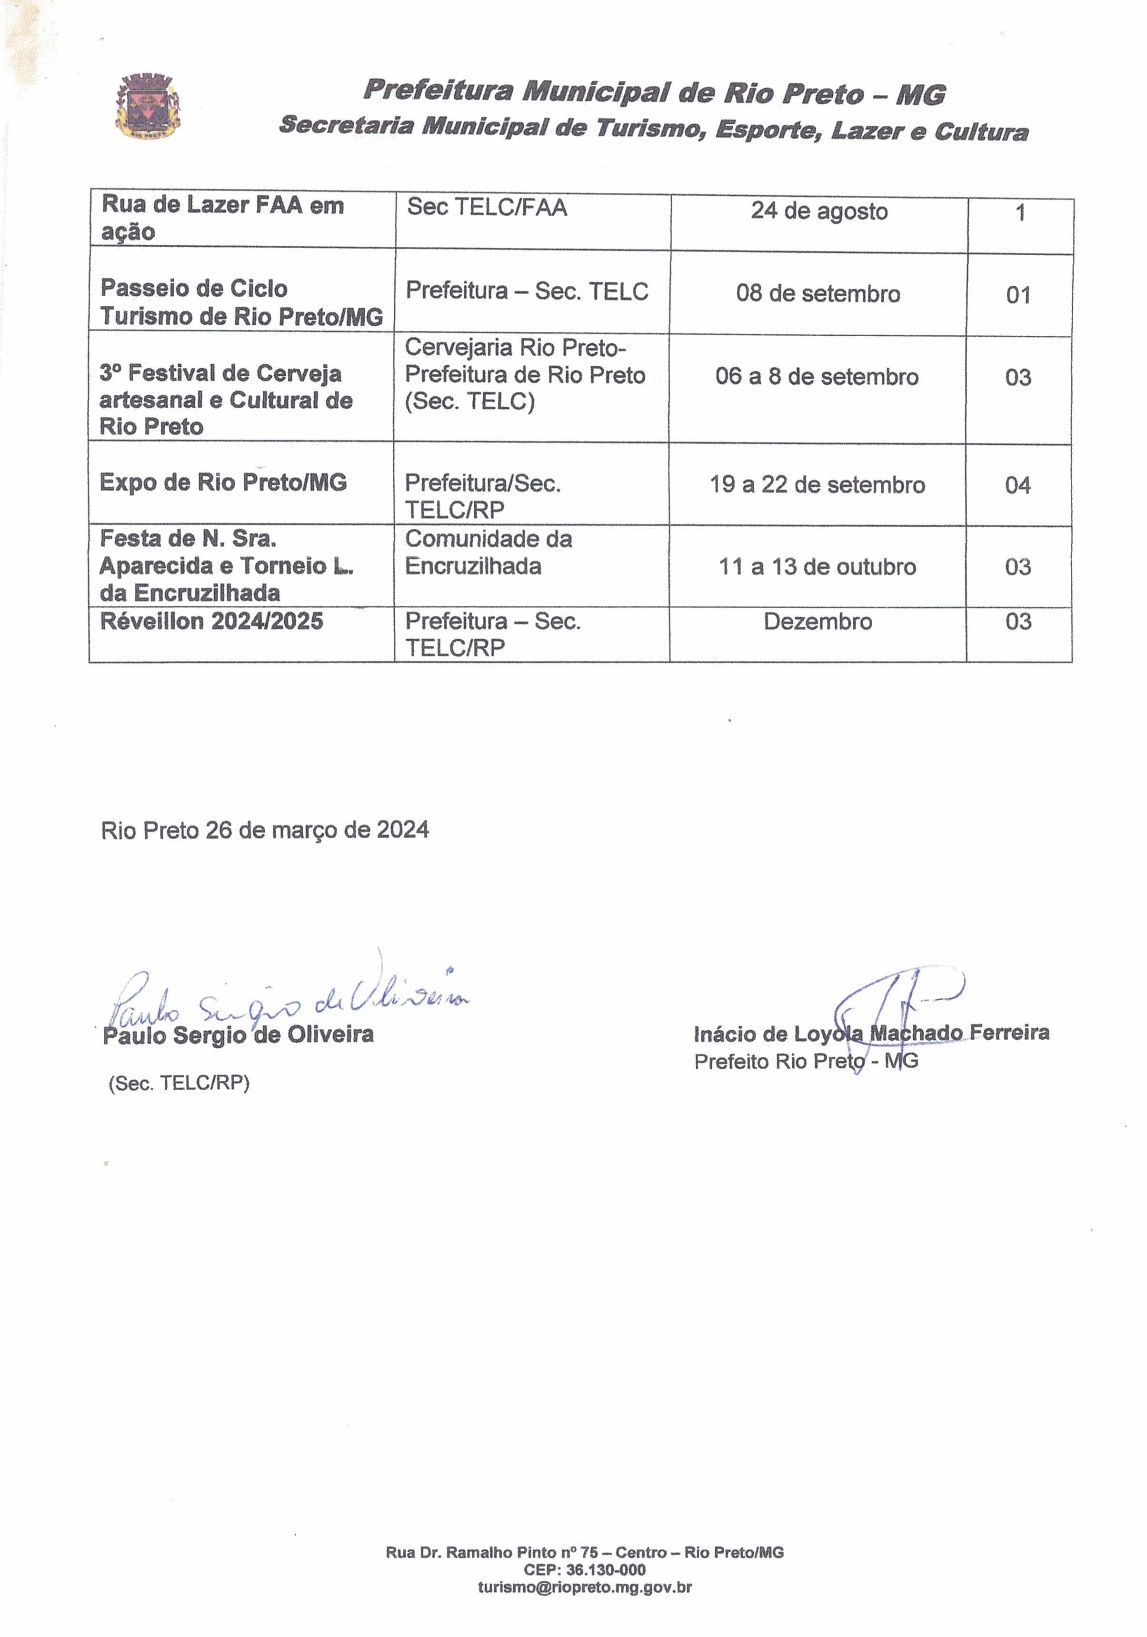 Prefeitura Municipal de Rio Preto – MG
Secretaria Municipal de Turismo, Esporte, Lazer e Cultura
RIO PRETO
Rua de Lazer FAA em
ação
Sec TELC/FAA
24 de agosto
1
Passeio de Ciclo
Turismo de Rio Preto/MG
Prefeitura – Sec. TELC
08 de setembro
01
3º Festival de Cerveja
artesanal e Cultural de
Rio Preto
Cervejaria Rio Preto-
Prefeitura de Rio Preto
(Sec. TELC)
06 a 8 de setembro
03
Expo de Rio Preto/MG
Prefeitura/Sec.
TELC/RP
19 a 22 de setembro
04
Festa de N. Sra.
Aparecida e Torneio L.
da Encruzilhada
Comunidade da
Encruzilhada
11 a 13 de outubro
03
Réveillon 2024/2025
Prefeitura – Sec.
TELC/RP
Dezembro
03
Rio Preto 26 de março de 2024
Paulo Sergio de Oliveira
Paulo Sergio de Oliveira
(Sec. TELC/RP)
Inácio de Loyola Machado Ferreira
Prefeito Rio Preto - MG
Rua Dr. Ramalho Pinto nº 75 – Centro – Rio Preto/MG
CEP: 36.130-000
turismo@riopreto.mg.gov.br